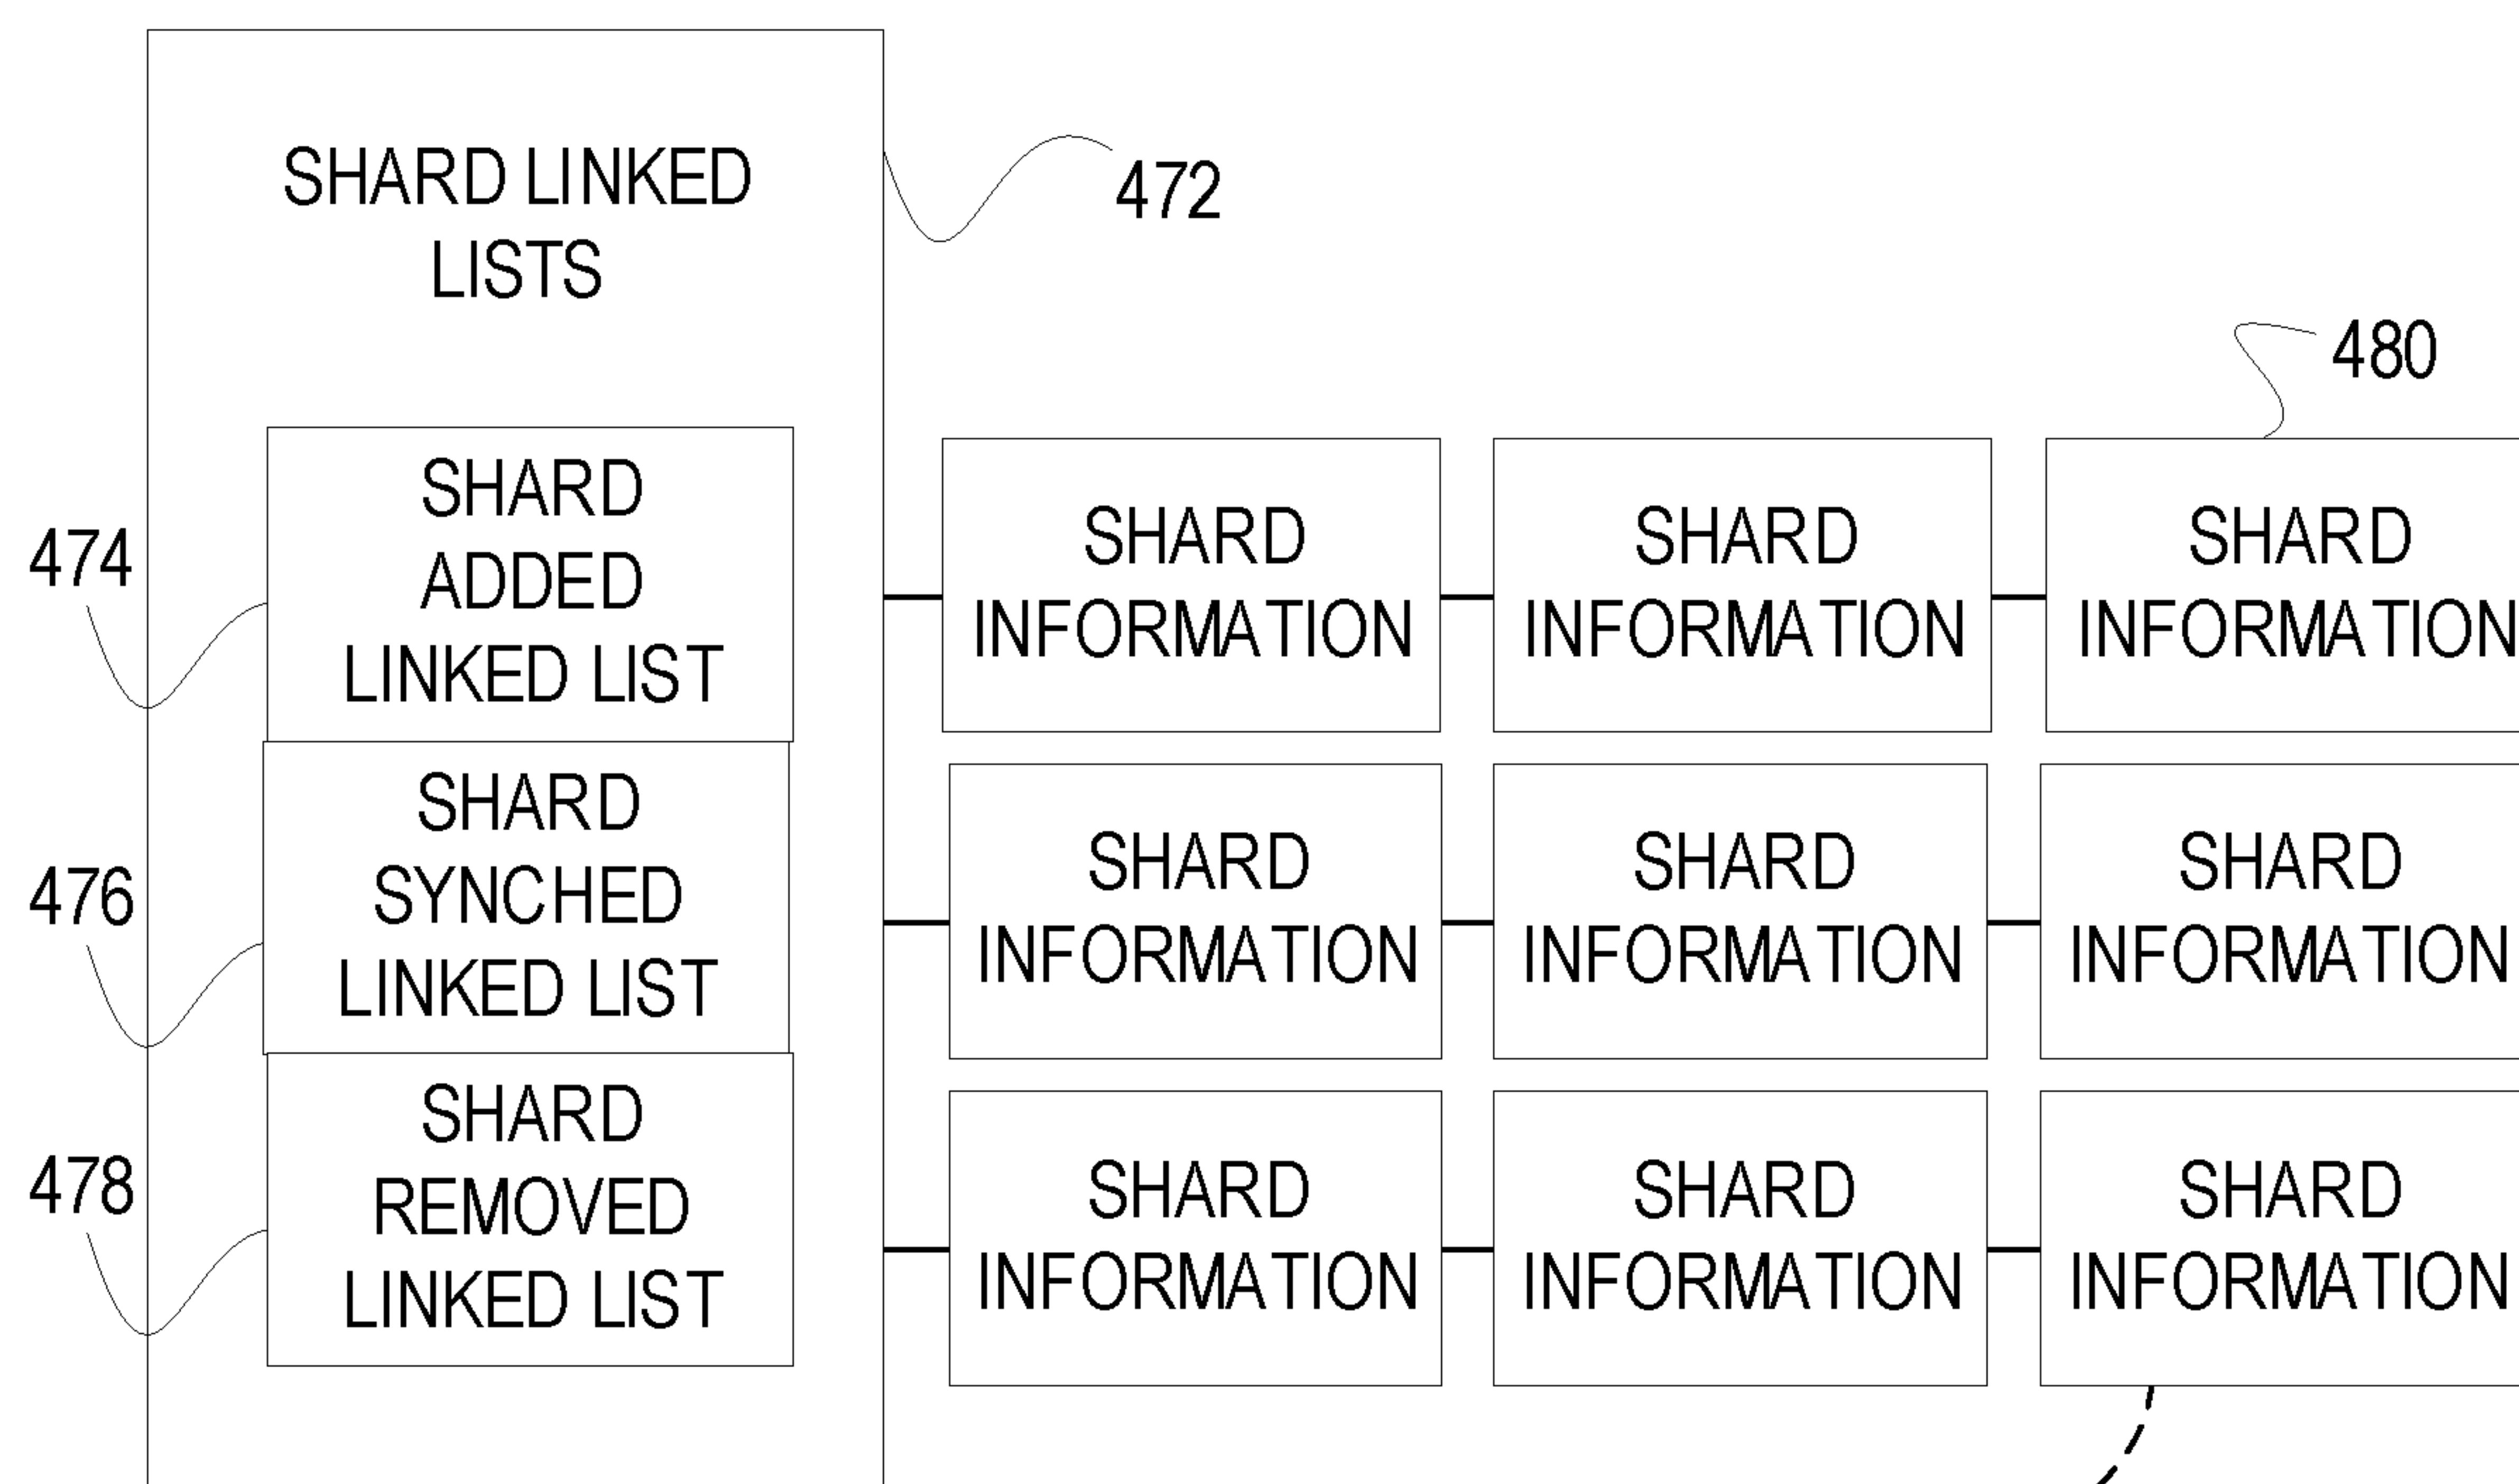 SHARD LINKED
LISTS
472
480
474
SHARD
ADDED
LINKED LIST
SHARD
INFORMATION
SHARD
INFORMATION
SHARD
INFORMATION
476
SHARD
SYNCHED
LINKED LIST
SHARD
INFORMATION
SHARD
INFORMATION
SHARD
INFORMATION
478
SHARD
REMOVED
LINKED LIST
SHARD
INFORMATION
SHARD
INFORMATION
SHARD
INFORMATION